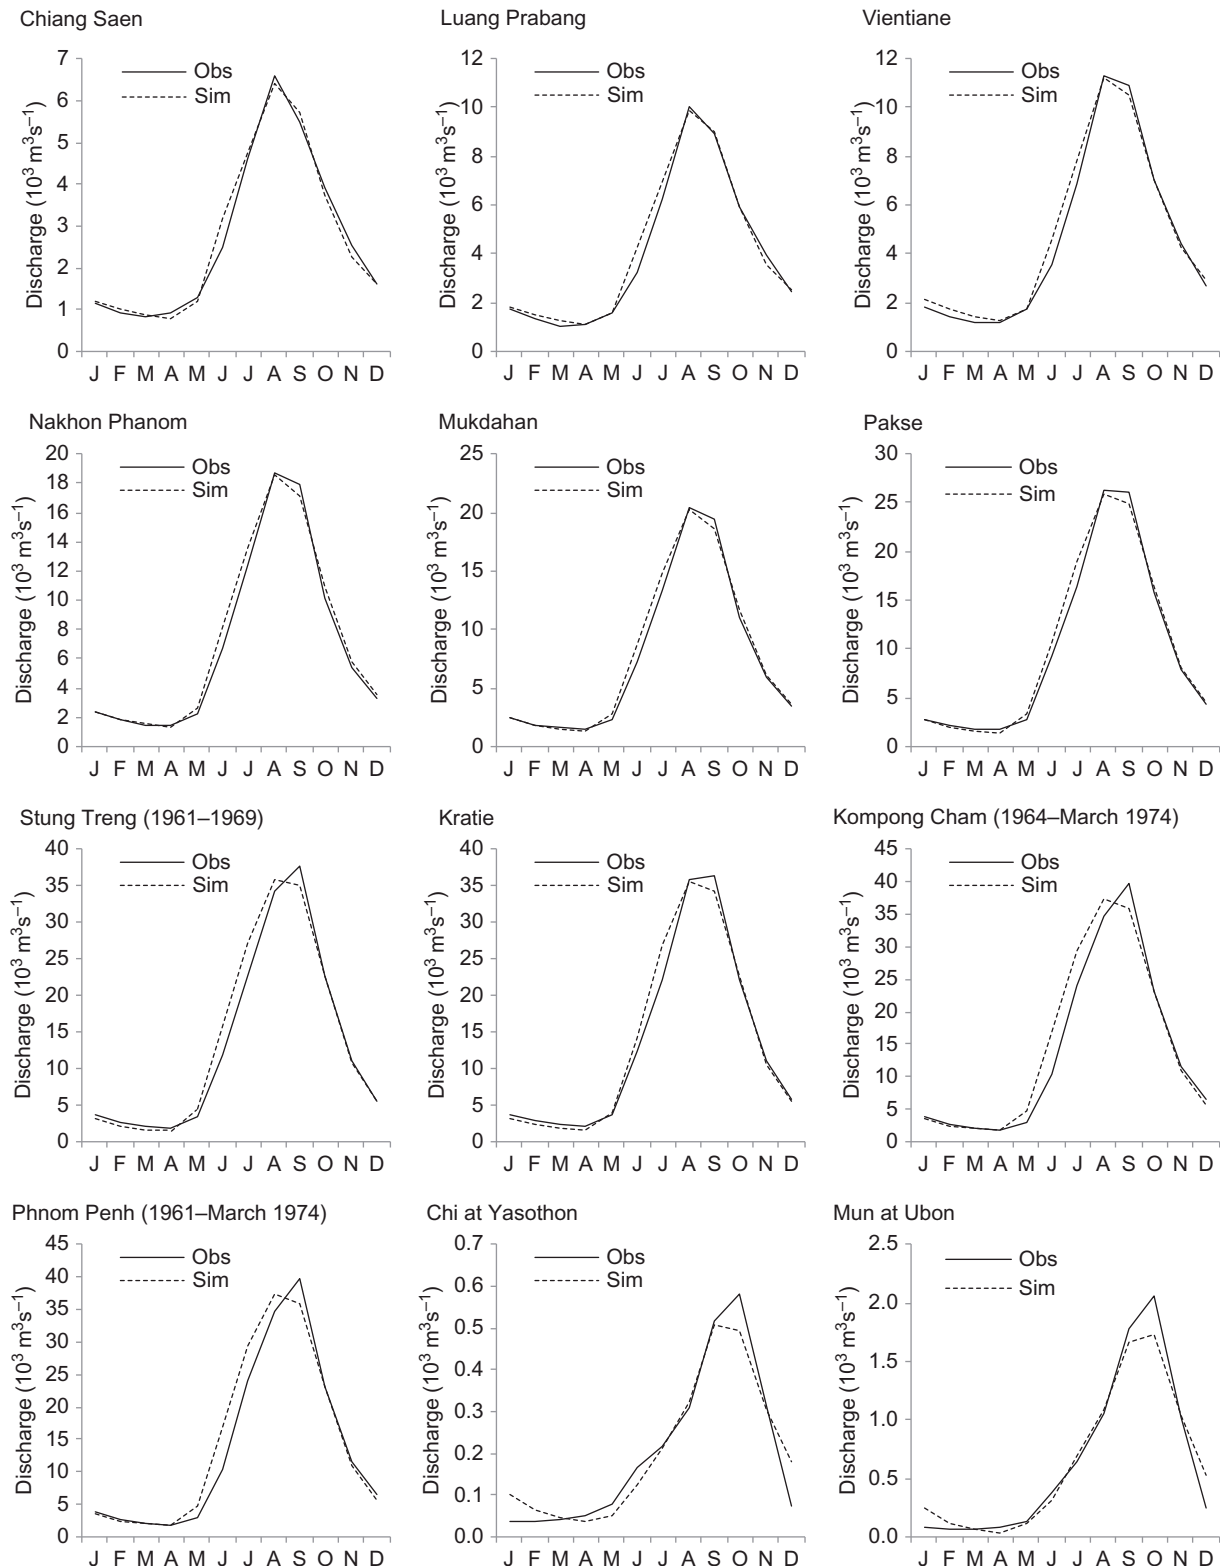 Chiang Saen
7
6
5
4
3
2
1
0
Discharge (10³ m³s⁻¹)
Obs
Sim
J F M A M J J A S O N D
Luang Prabang
12
10
8
6
4
2
0
Discharge (10³ m³s⁻¹)
Obs
Sim
J F M A M J J A S O N D
Vientiane
12
10
8
6
4
2
0
Discharge (10³ m³s⁻¹)
Obs
Sim
J F M A M J J A S O N D
Nakhon Phanom
20
18
16
14
12
10
8
6
4
2
0
Discharge (10³ m³s⁻¹)
Obs
Sim
J F M A M J J A S O N D
Mukdahan
25
20
15
10
5
0
Discharge (10³ m³s⁻¹)
Obs
Sim
J F M A M J J A S O N D
Pakse
30
25
20
15
10
5
0
Discharge (10³ m³s⁻¹)
Obs
Sim
J F M A M J J A S O N D
Stung Treng (1961–1969)
40
35
30
25
20
15
10
5
0
Discharge (10³ m³s⁻¹)
Obs
Sim
J F M A M J J A S O N D
Kratie
40
35
30
25
20
15
10
5
0
Discharge (10³ m³s⁻¹)
Obs
Sim
J F M A M J J A S O N D
Kompong Cham (1964–March 1974)
45
40
35
30
25
20
15
10
5
0
Discharge (10³ m³s⁻¹)
Obs
Sim
J F M A M J J A S O N D
Phnom Penh (1961–March 1974)
45
40
35
30
25
20
15
10
5
0
Discharge (10³ m³s⁻¹)
Obs
Sim
J F M A M J J A S O N D
Chi at Yasothon
0.7
0.6
0.5
0.4
0.3
0.2
0.1
0.0
Discharge (10³ m³s⁻¹)
Obs
Sim
J F M A M J J A S O N D
Mun at Ubon
2.5
2.0
1.5
1.0
0.5
0.0
Discharge (10³ m³s⁻¹)
Obs
Sim
J F M A M J J A S O N D